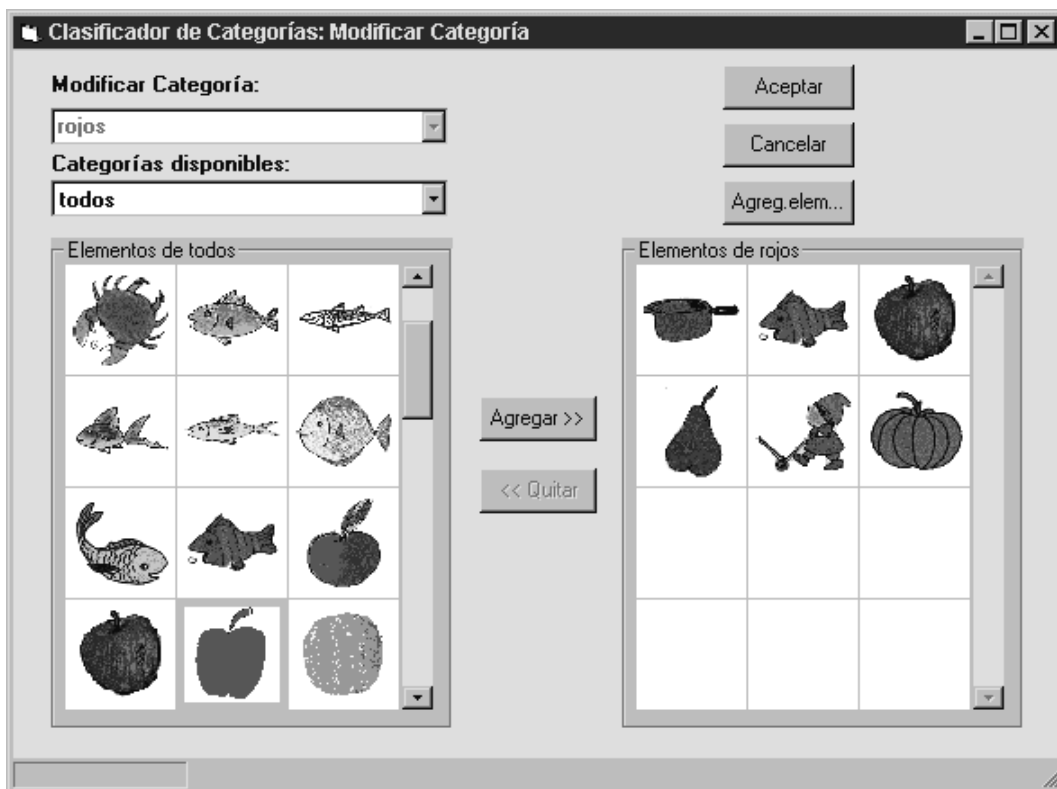 Clasificador de Categorías: Modificar Categoría
Modificar Categoría:
rojos
Categorías disponibles:
todos
Aceptar
Cancelar
Agreg.elem...
Elementos de todos
Agregar >>
<< Quitar
Elementos de rojos